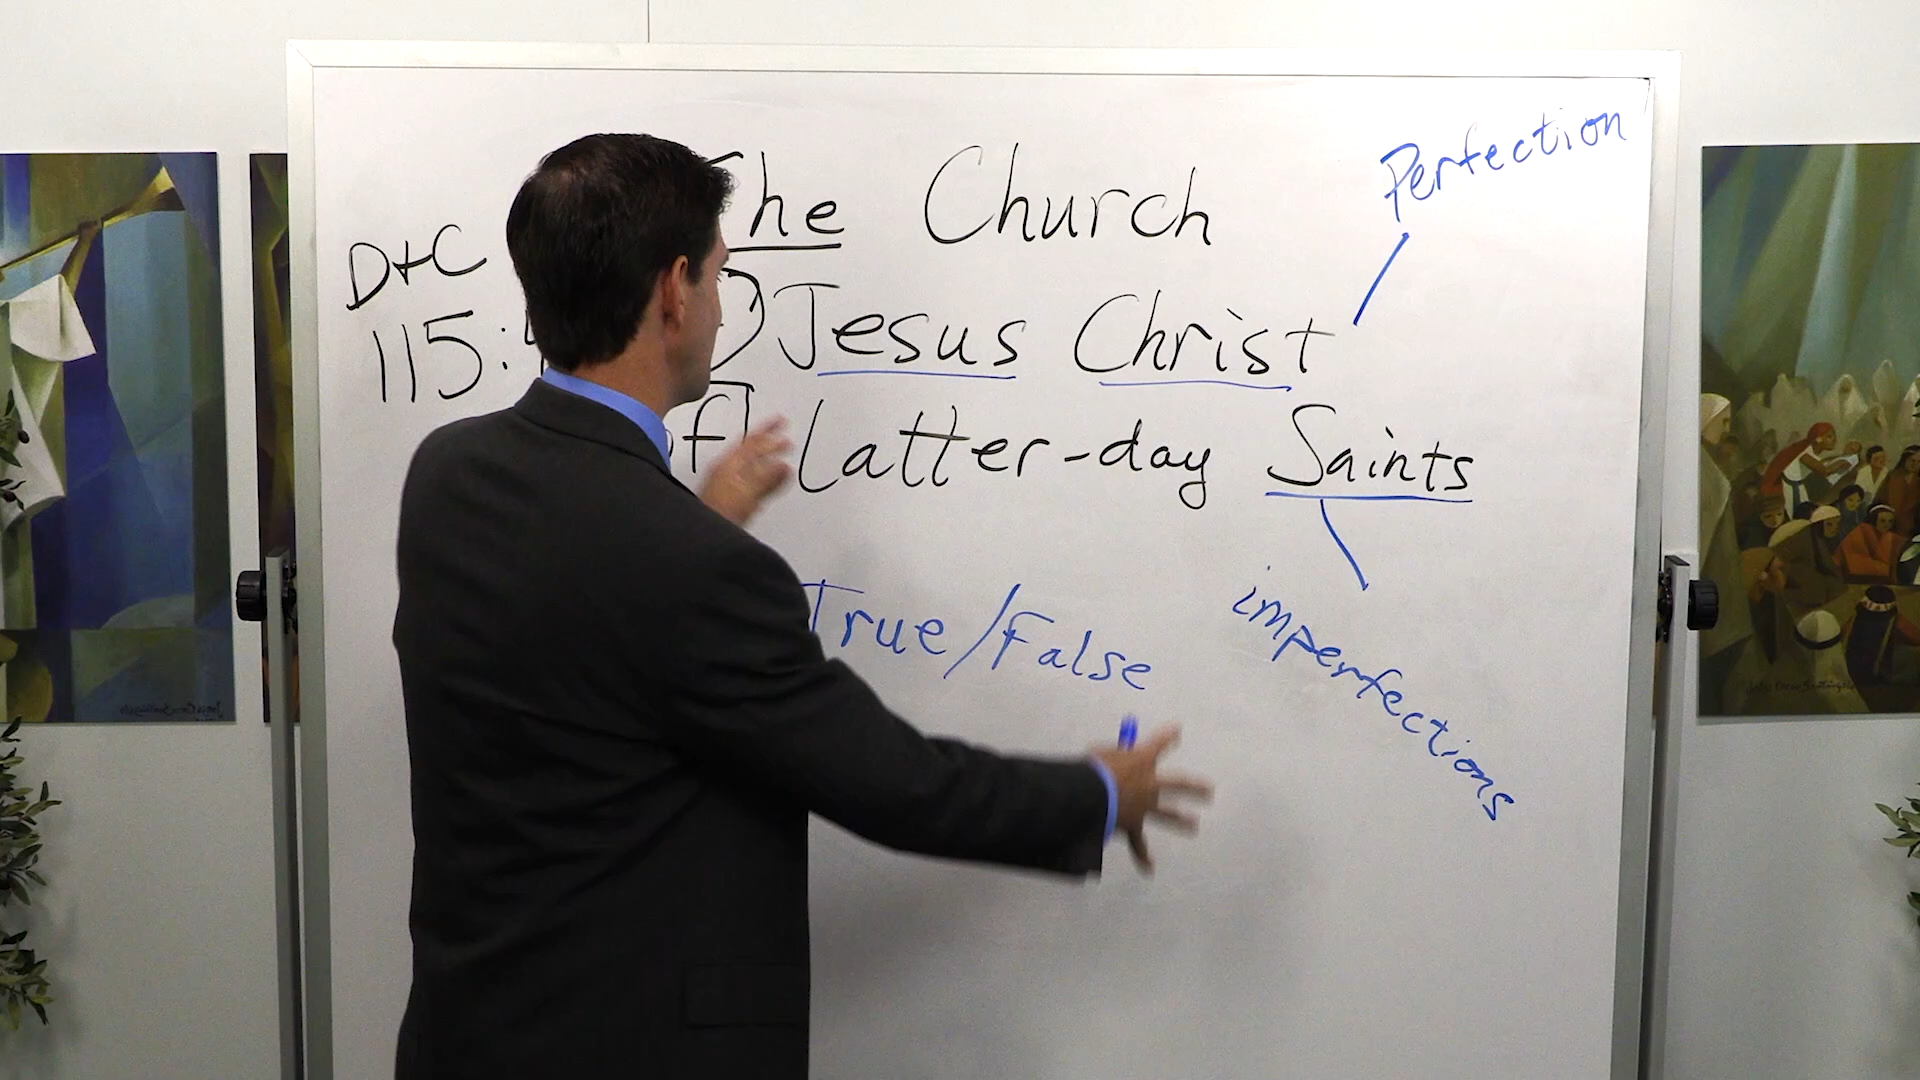 Perfection
The Church
D+C
115:
Jesus Christ
Latter-day Saints
True/False
imperfections